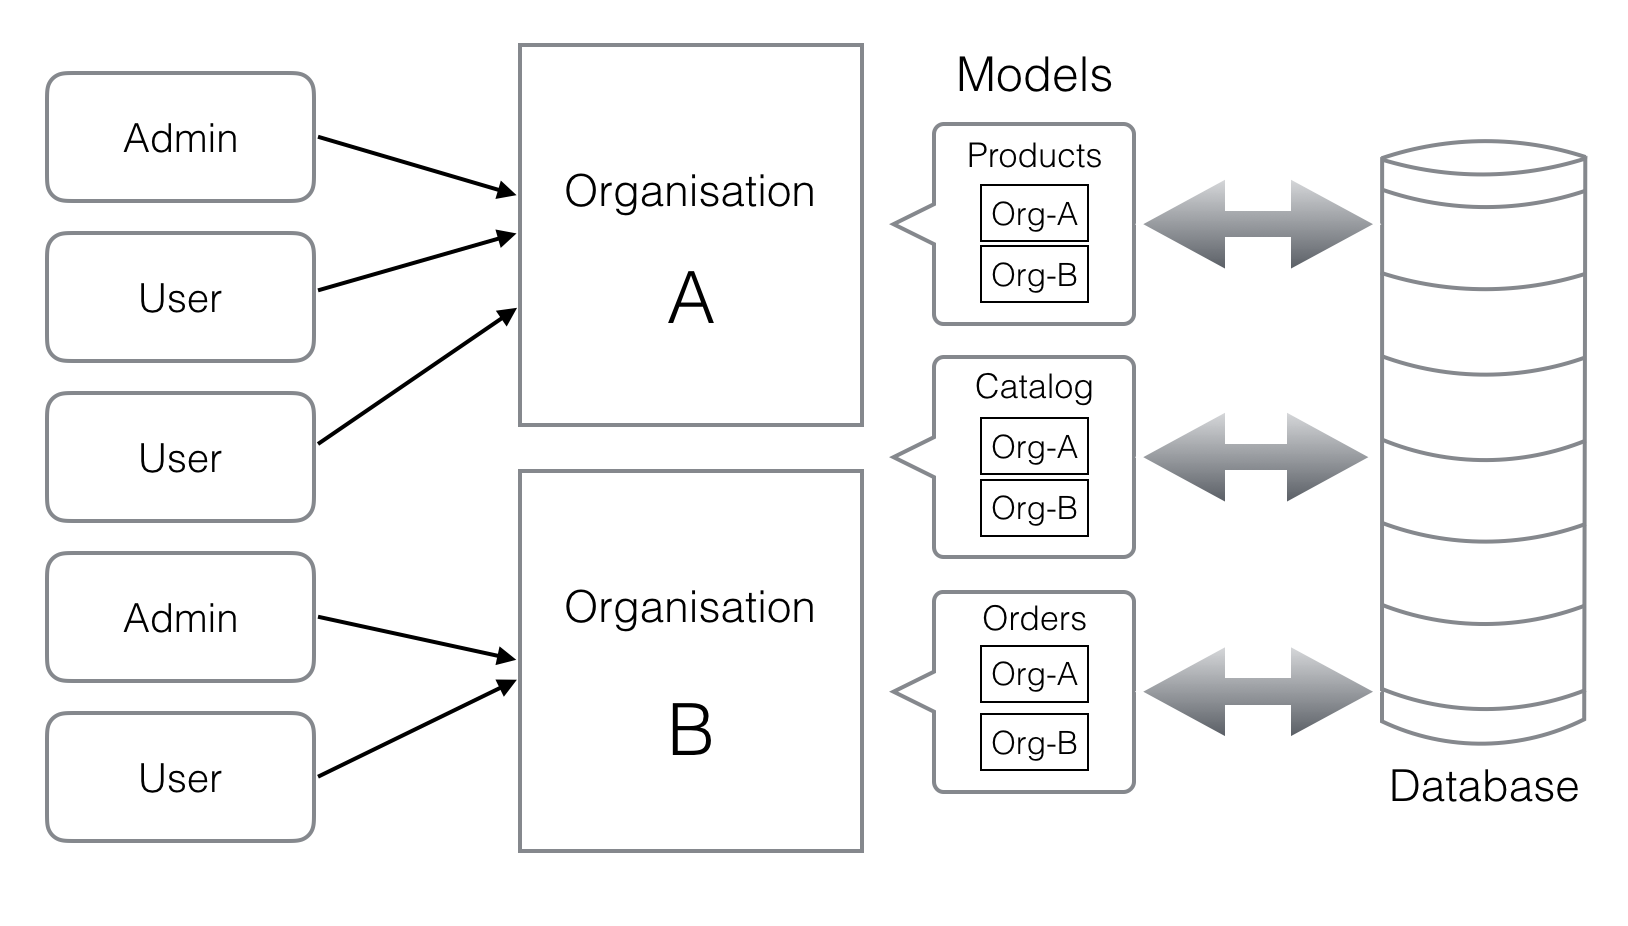 Admin
User
User
Admin
User
Organisation
A
Organisation
B
Models
Products
Org-A
Org-B
Catalog
Org-A
Org-B
Orders
Org-A
Org-B
Database